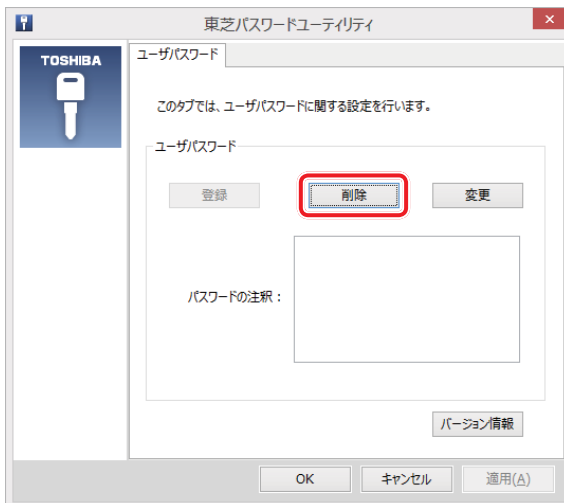 東芝パスワードユーティリティ
TOSHIBA
ユーザパスワード
このタブでは、ユーザパスワードに関する設定を行います。
ユーザパスワード
登録 削除 変更
パスワードの注釈：
バージョン情報
OK キャンセル 適用(A)